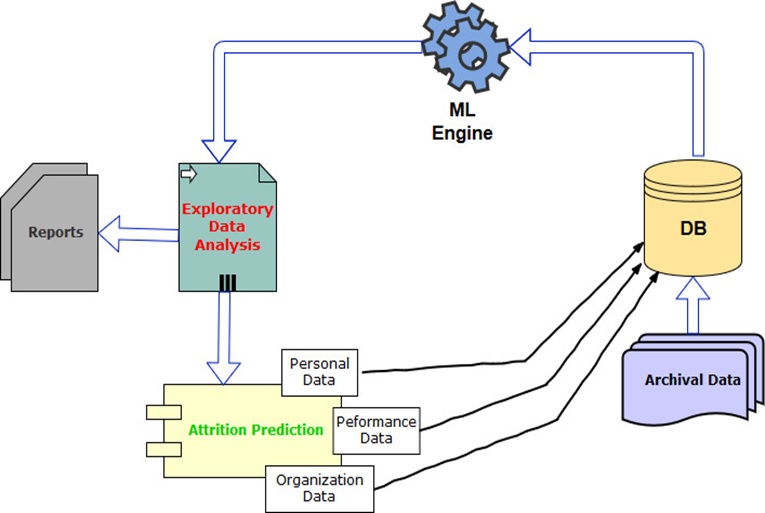 ML
Engine
Exploratory
Data
Analysis
Reports
DB
Archival Data
Personal
Data
Attrition Prediction
Peformance
Data
Organization
Data